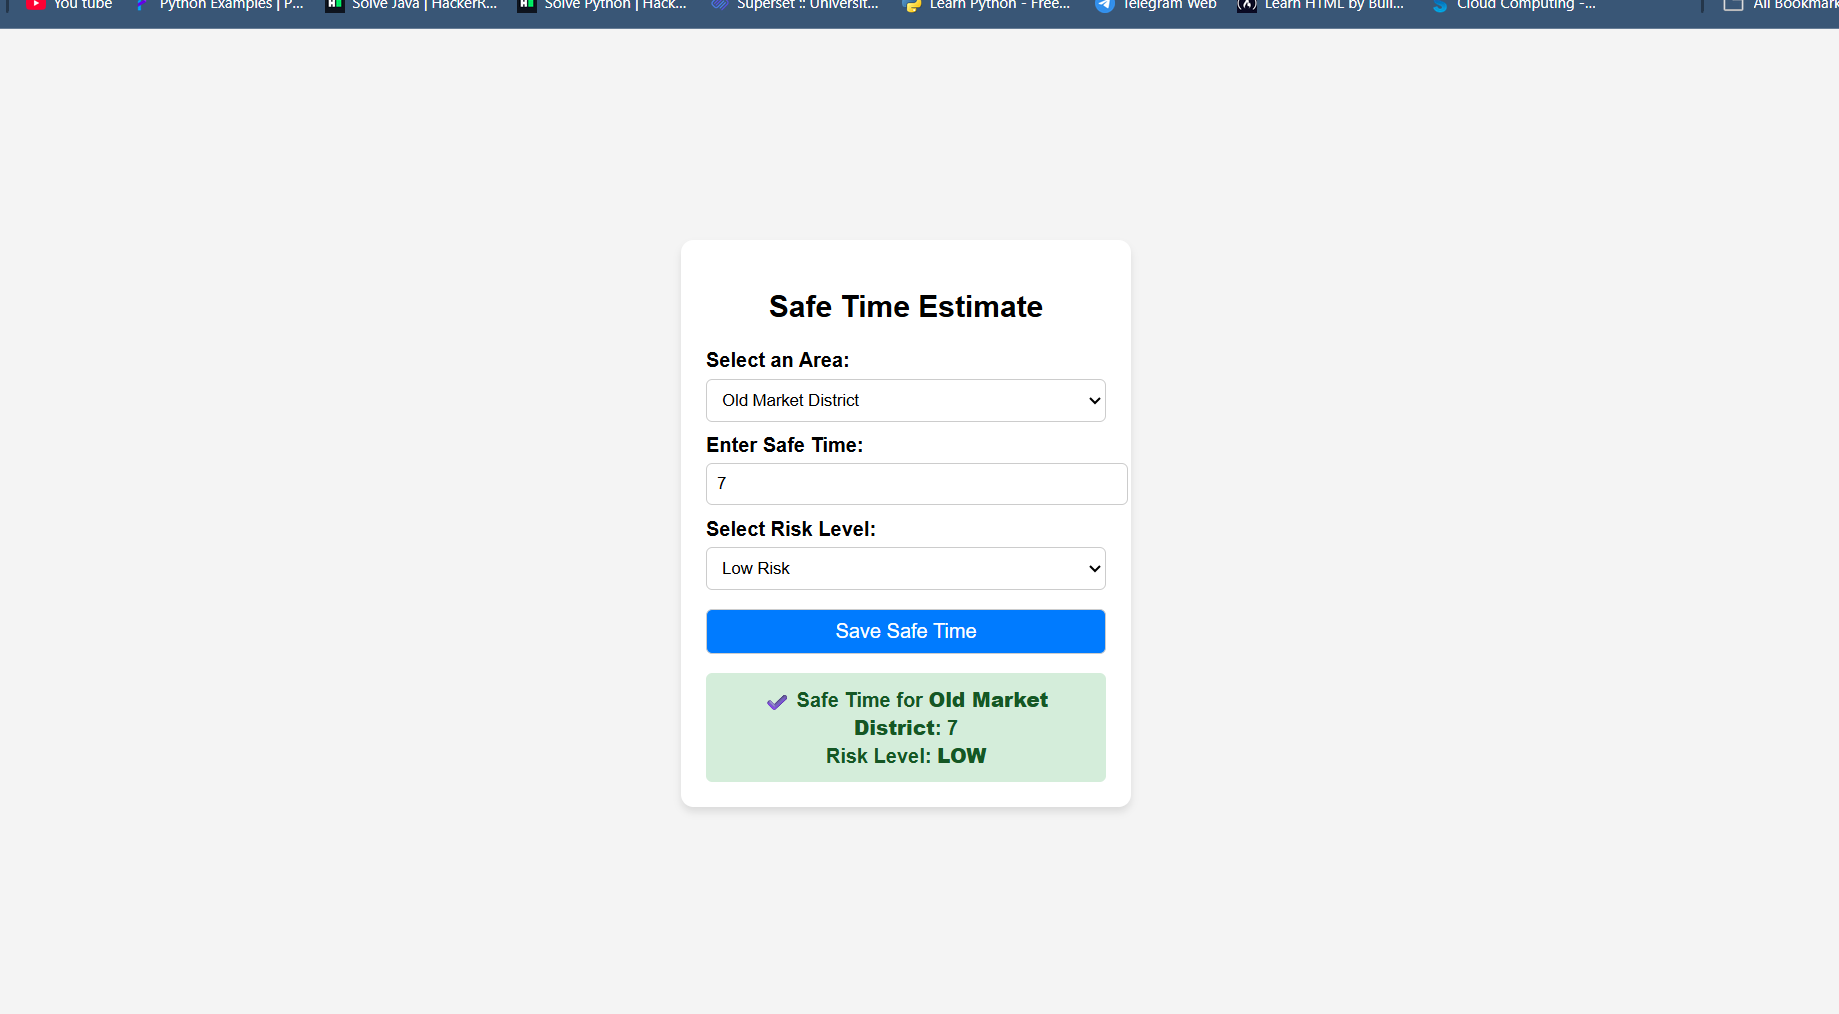 You tube Python Examples | P... Solve Java | HackerR... Solve Python | Hack... Superset :: Universit... Learn Python - Free... Telegram Web Learn HTML by Buil... Cloud Computing -... All Bookmark
Safe Time Estimate
Select an Area:
Old Market District
Enter Safe Time:
7
Select Risk Level:
Low Risk
Save Safe Time
Safe Time for Old Market
District: 7
Risk Level: LOW